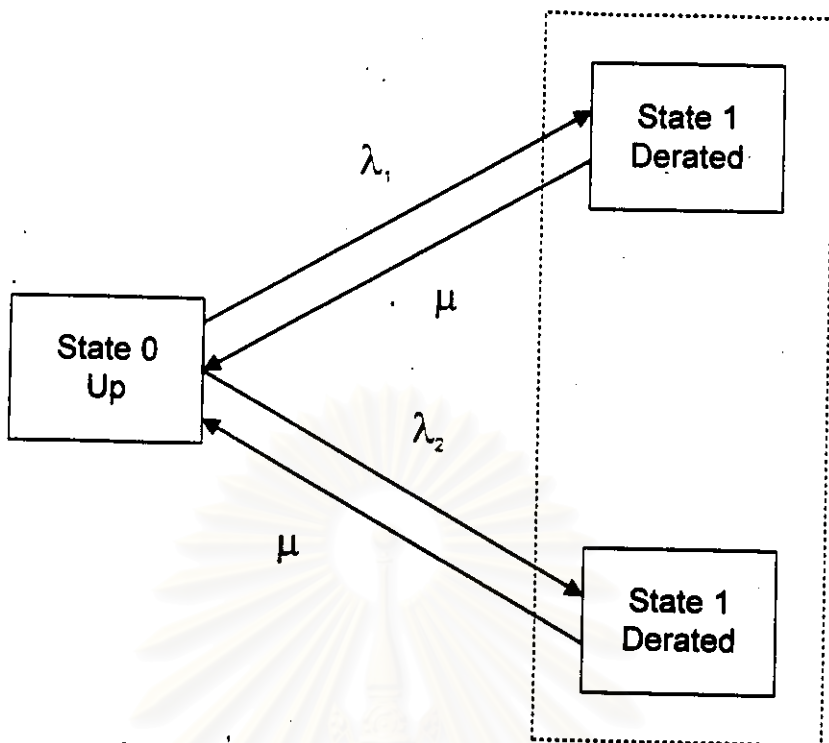 State 1
Derated
λ₁
μ
State 0
Up
λ₂
μ
State 1
Derated